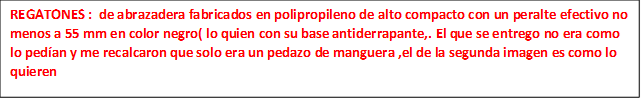 REGATONES :  de abrazadera fabricados en polipropileno de alto compacto con un peralte efectivo no
menos a 55 mm en color negro( lo quien con su base antiderrapante,. El que se entrego no era como
lo pedían y me recalcaron que solo era un pedazo de manguera ,el de la segunda imagen es como lo
quieren